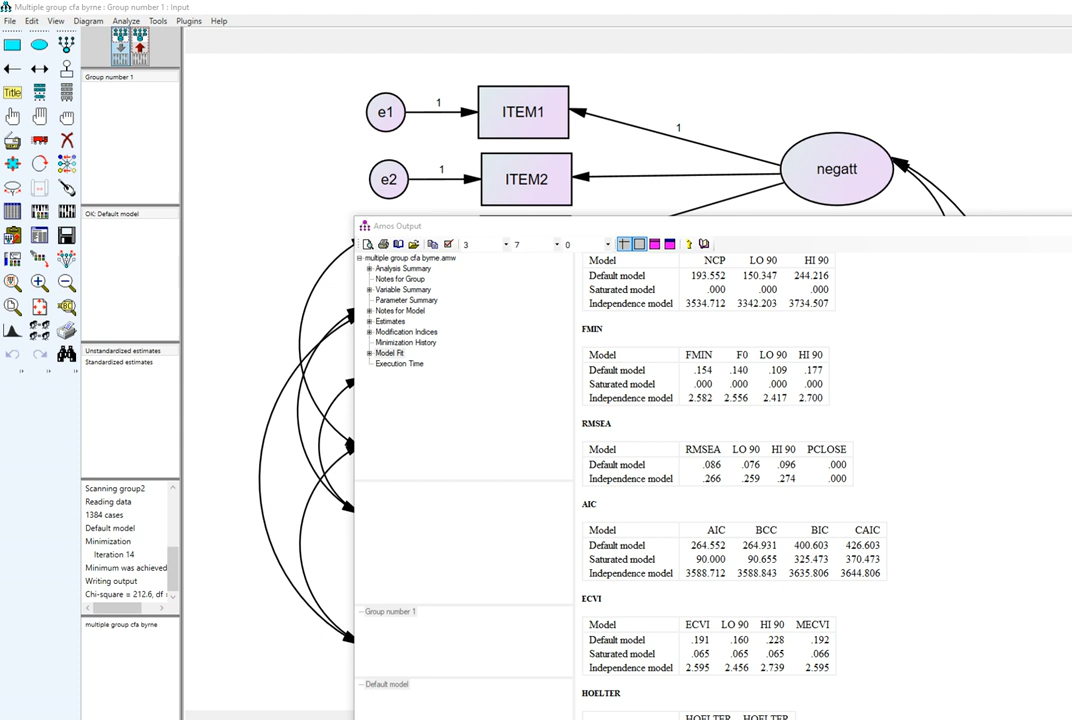 Multiple group cfa byrne : Group number 1 : Input
File Edit View Diagram Analyze Tools Plugins Help
Title
Group number 1
OK: Default model
Unstandardized estimates
Standardized estimates
Scanning group2
Reading data
1384 cases
Default model
Minimization
Iteration 14
Minimum was achieved
Writing output
Chi-square = 212.6, df
multiple group cfa byrne
e1 1 ITEM1 1
e2 1 ITEM2
negatt
Amos Output
3 7 0
multiple group cfa byrne.amw
Analysis Summary
Notes for Group
Variable Summary
Parameter Summary
Notes for Model
Estimates
Modification Indices
Minimization History
Model Fit
Execution Time
Group number 1
Default model
Model NCP LO 90 HI 90
Default model 193.552 150.347 244.216
Saturated model .000 .000 .000
Independence model 3534.712 3342.203 3734.507
FMIN
Model FMIN F0 LO 90 HI 90
Default model .154 .140 .109 .177
Saturated model .000 .000 .000 .000
Independence model 2.582 2.556 2.417 2.700
RMSEA
Model RMSEA LO 90 HI 90 PCLOSE
Default model .086 .076 .096 .000
Independence model .266 .259 .274 .000
AIC
Model AIC BCC BIC CAIC
Default model 264.552 264.931 400.603 426.603
Saturated model 90.000 90.655 325.473 370.473
Independence model 3588.712 3588.843 3635.806 3644.806
ECVI
Model ECVI LO 90 HI 90 MECVI
Default model .191 .160 .228 .192
Saturated model .065 .065 .065 .066
Independence model 2.595 2.456 2.739 2.595
HOELTER
HOELTER HOELTER